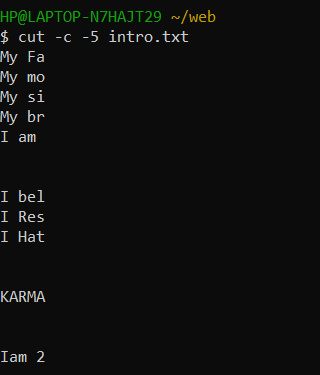 HP@LAPTOP-N7HAJT29 ~/web
$ cut -c -5 intro.txt
My Fa
My mo
My si
My br
I am
I bel
I Res
I Hat
KARMA
Iam 2